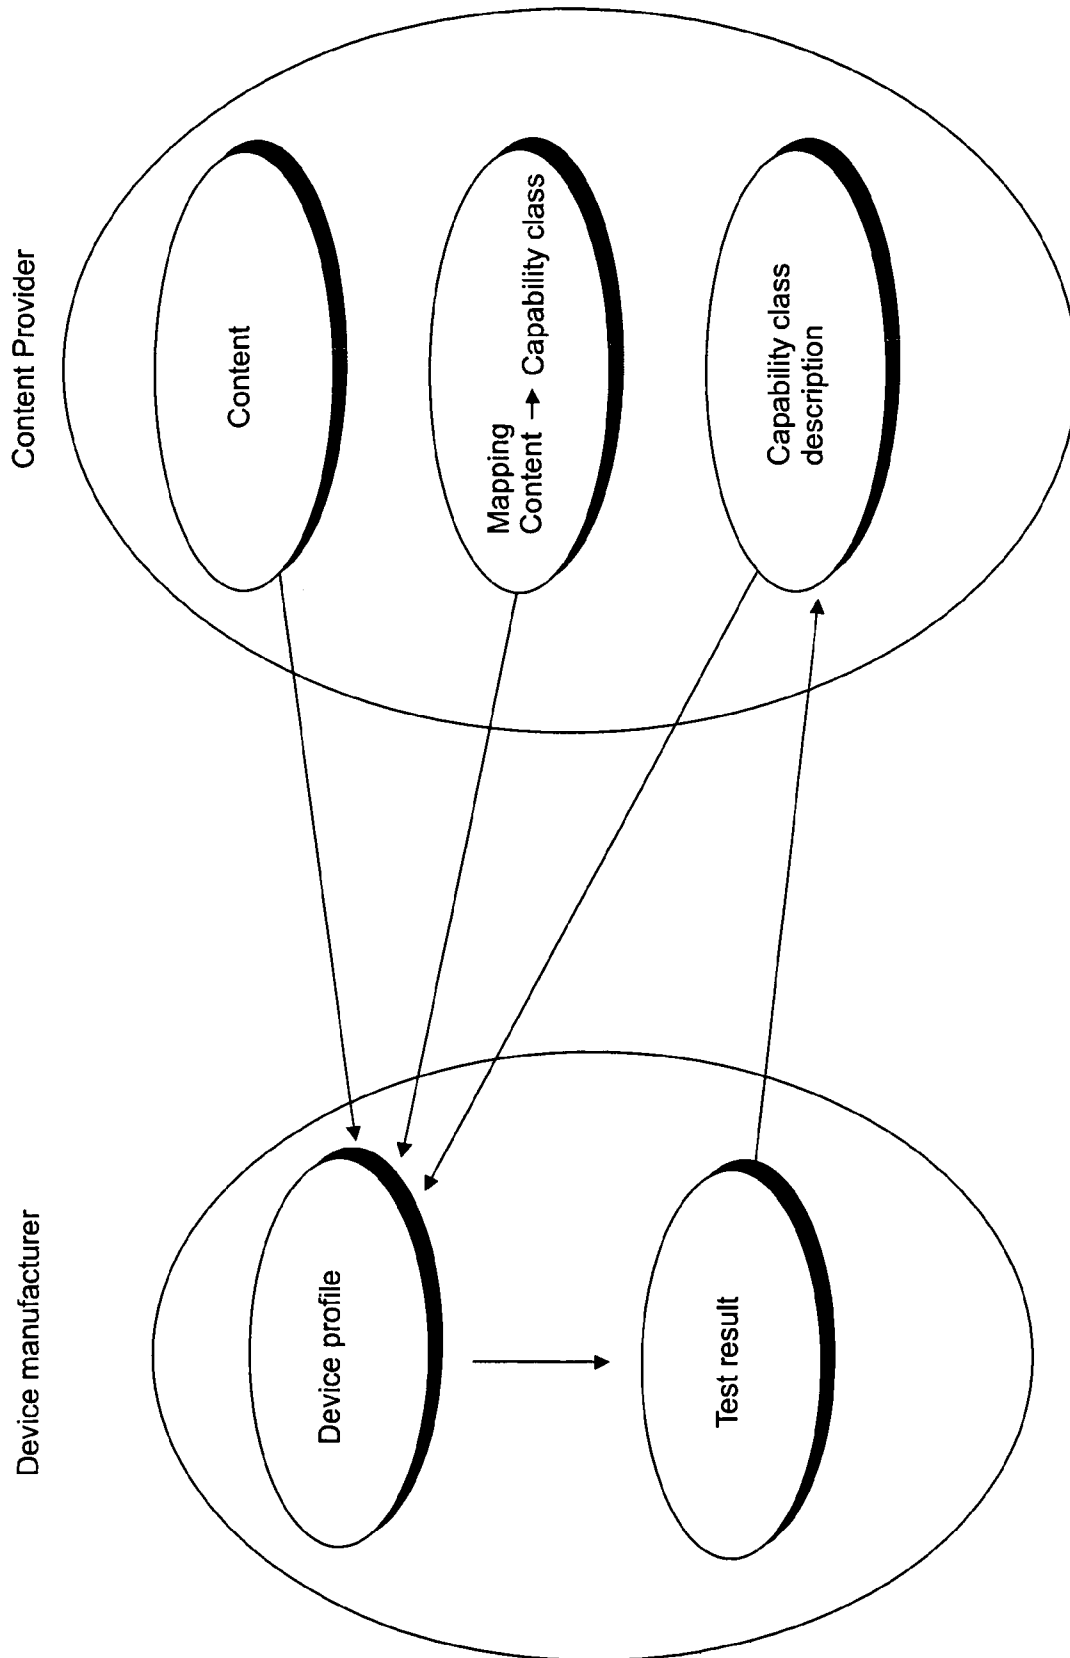 Device manufacturer
Content Provider
Device profile
Test result
Content
Mapping
Content → Capability class
Capability class
description